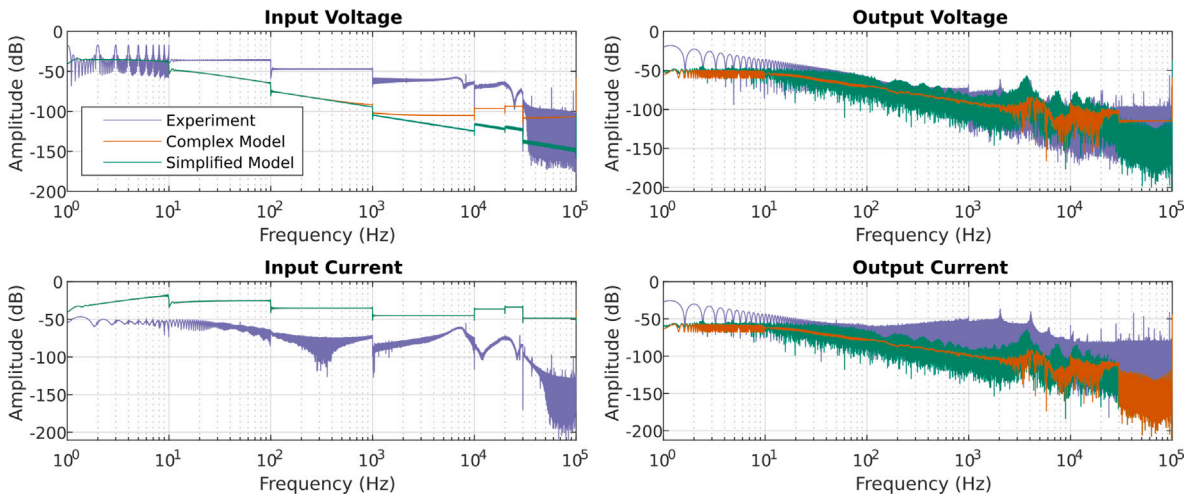 Input Voltage
Amplitude (dB)
0
-50
-100
-150
-200
Experiment
Complex Model
Simplified Model
10^0 10^1 10^2 10^3 10^4 10^5
Frequency (Hz)
Output Voltage
Amplitude (dB)
0
-50
-100
-150
-200
10^0 10^1 10^2 10^3 10^4 10^5
Frequency (Hz)
Input Current
Amplitude (dB)
0
-50
-100
-150
-200
10^0 10^1 10^2 10^3 10^4 10^5
Frequency (Hz)
Output Current
Amplitude (dB)
0
-50
-100
-150
-200
10^0 10^1 10^2 10^3 10^4 10^5
Frequency (Hz)